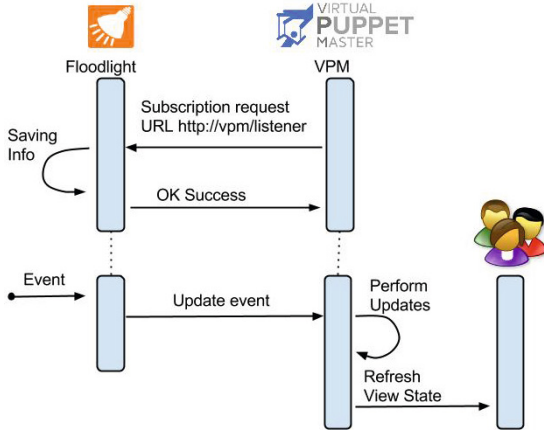 VIRTUAL
PUPPET
MASTER
Floodlight
VPM
Subscription request
URL http://vpm/listener
Saving
Info
OK Success
Event
Update event
Perform
Updates
Refresh
View State